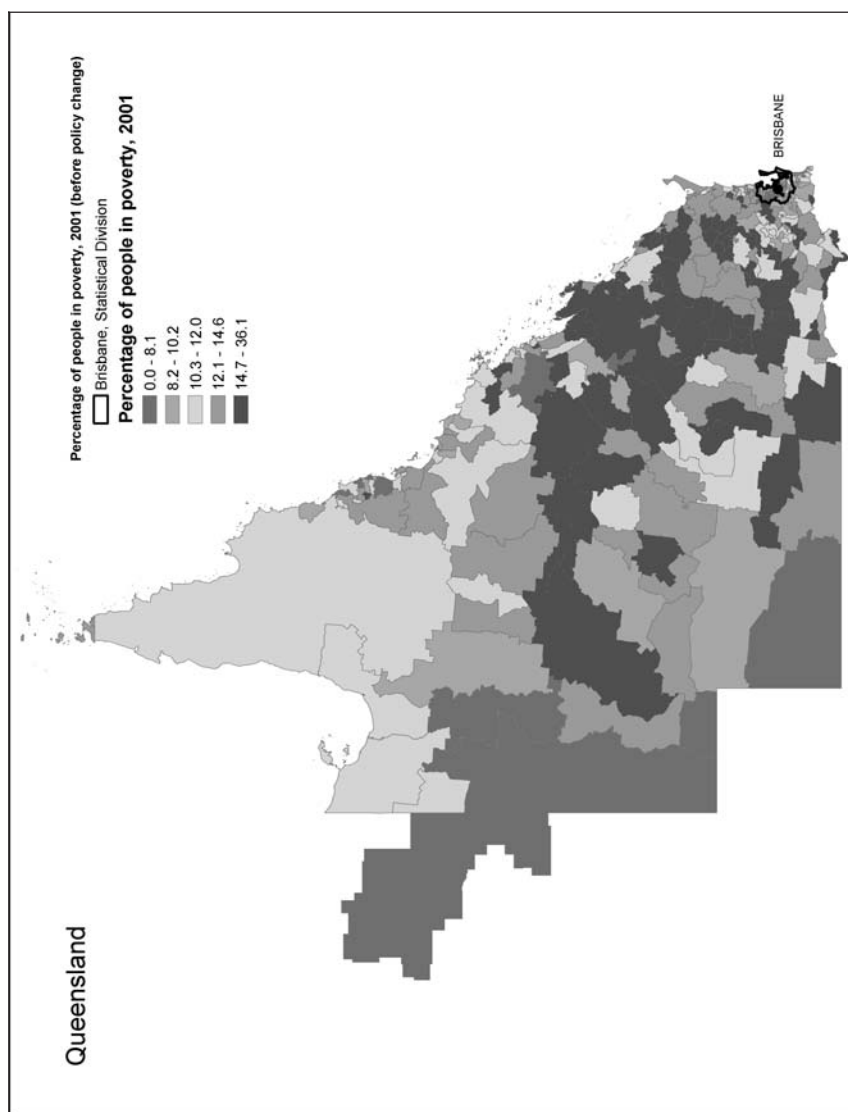 Queensland
Percentage of people in poverty, 2001 (before policy change)
Brisbane, Statistical Division
Percentage of people in poverty, 2001
0.0 - 8.1
8.2 - 10.2
10.3 - 12.0
12.1 - 14.6
14.7 - 36.1
BRISBANE